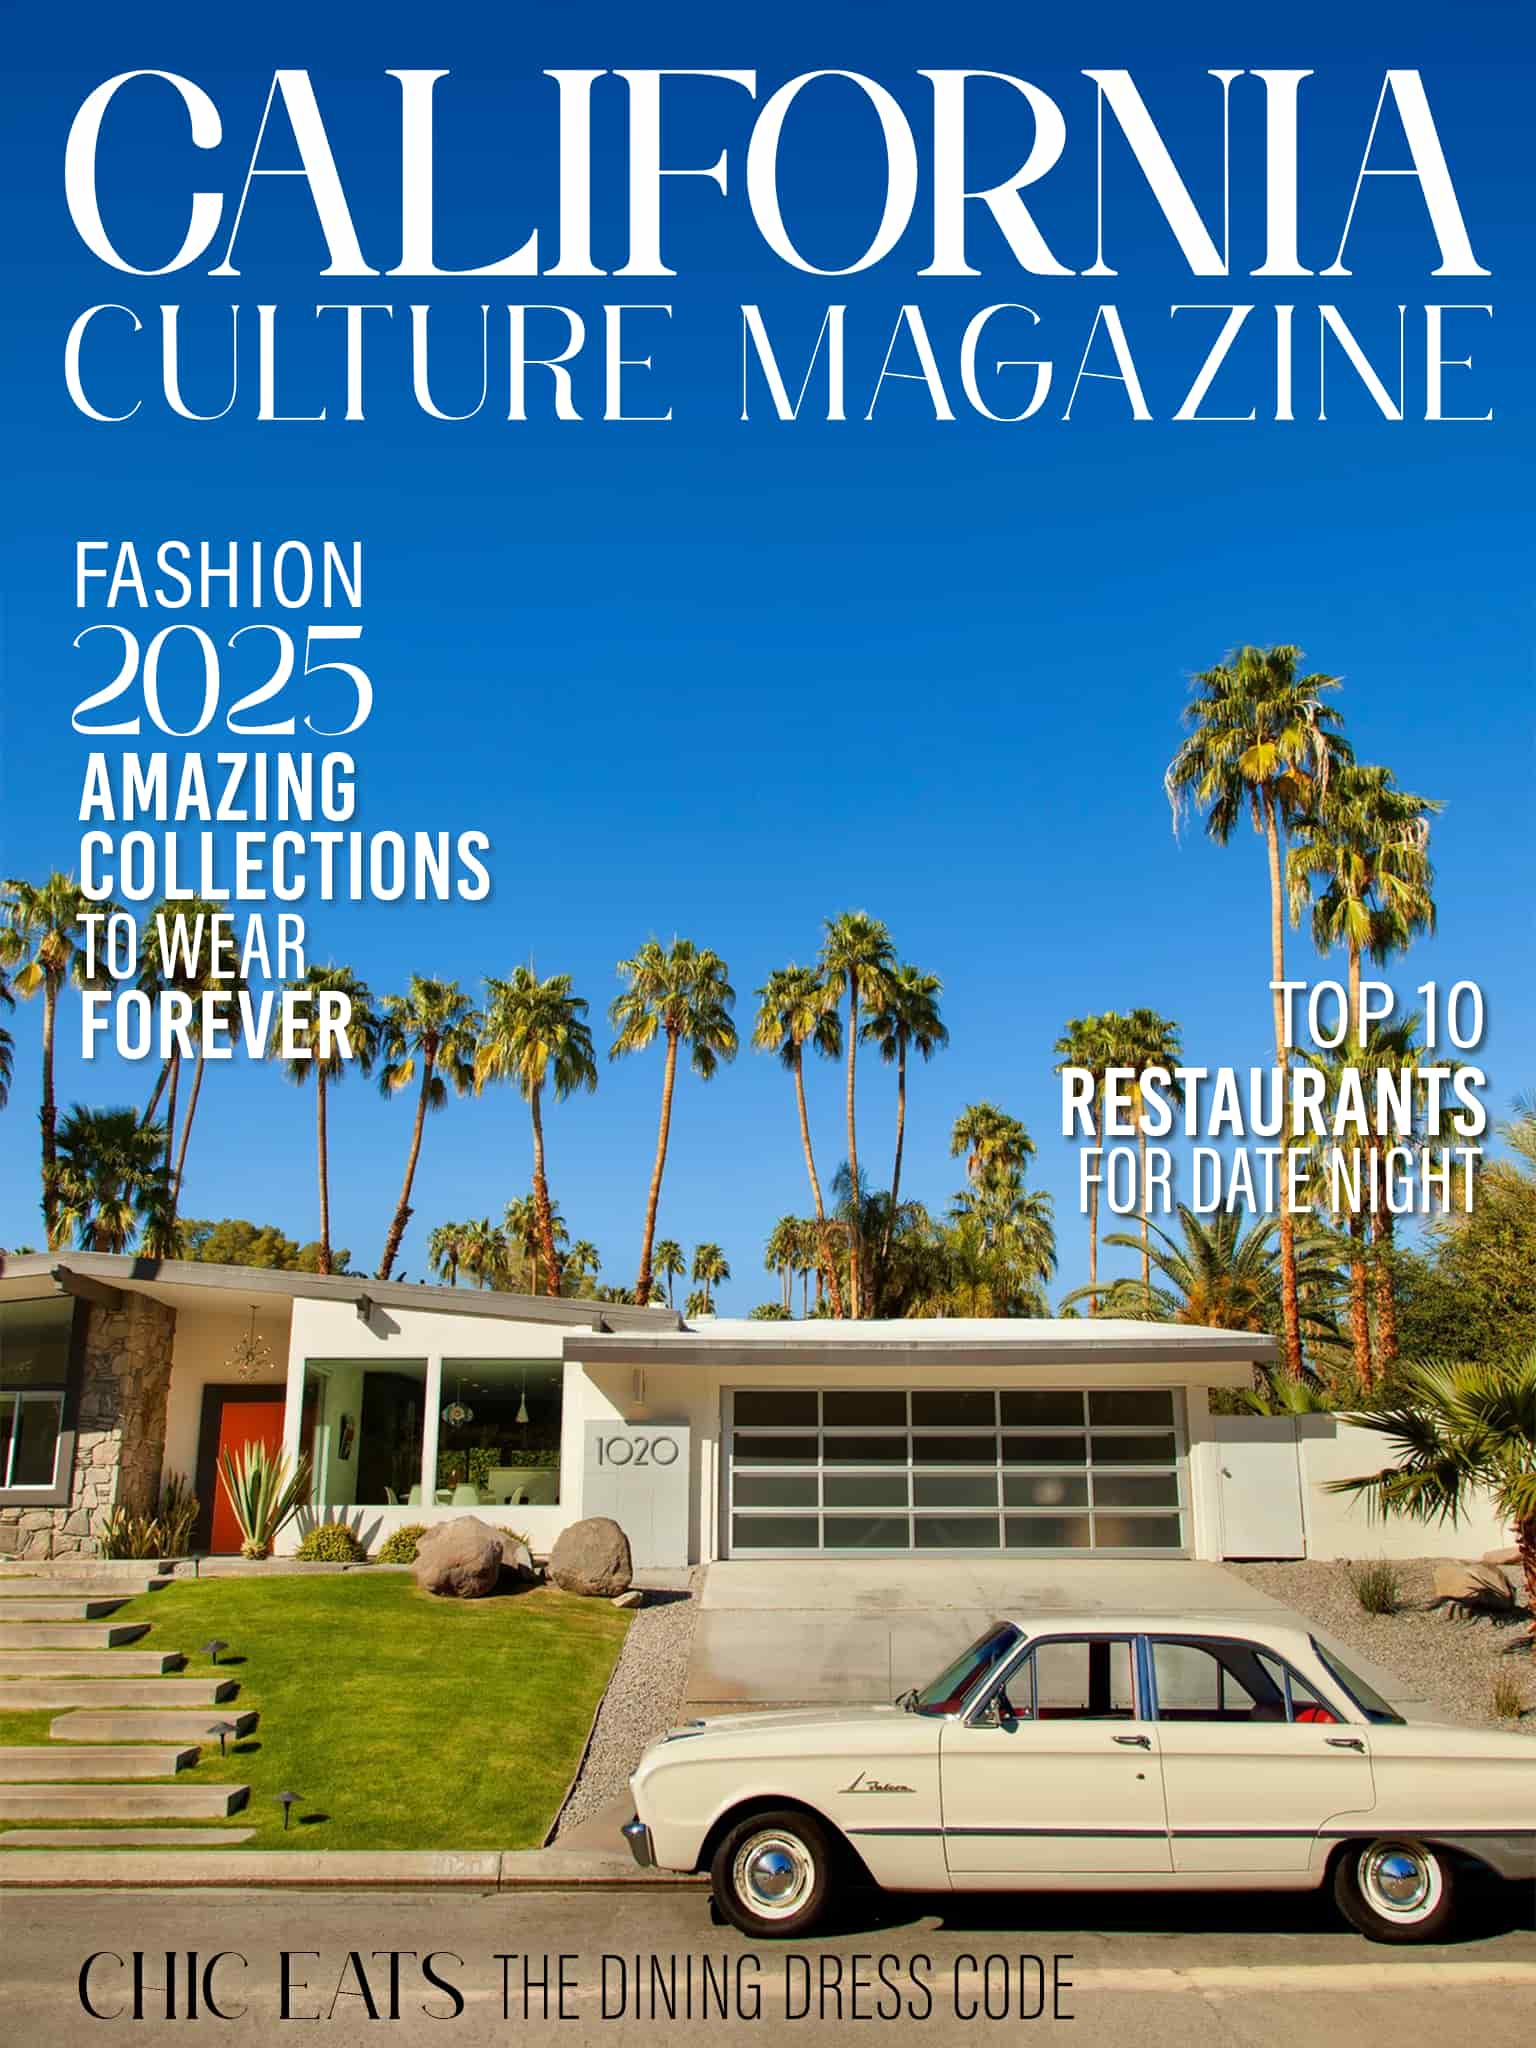 CALIFORNIA
CULTURE MAGAZINE
FASHION
2025
AMAZING
COLLECTIONS
TO WEAR
FOREVER
TOP 10
RESTAURANTS
FOR DATE NIGHT
1020
Falcon
CHIC EATS THE DINING DRESS CODE